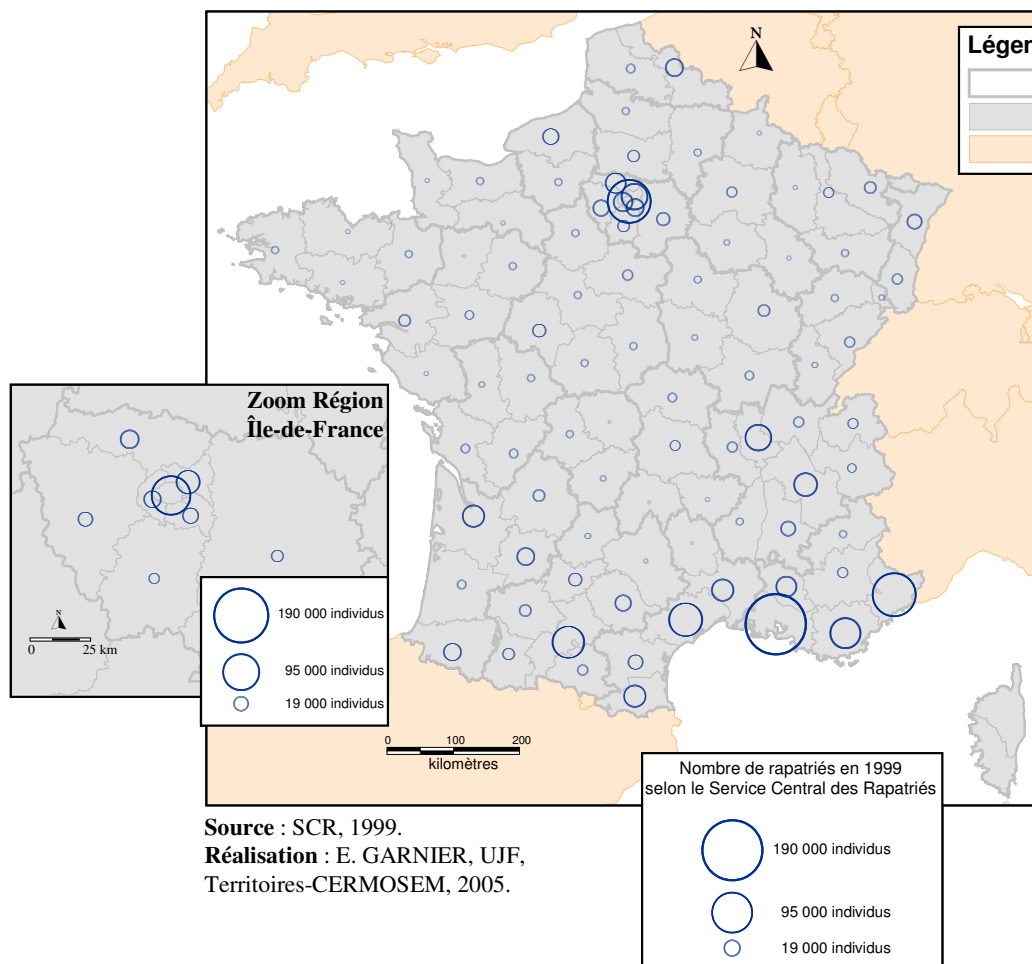 N
Légen
Zoom Région
Île-de-France
N
0 25 km
190 000 individus
95 000 individus
19 000 individus
0 100 200
kilomètres
Nombre de rapatriés en 1999
selon le Service Central des Rapatriés
190 000 individus
95 000 individus
19 000 individus
Source : SCR, 1999.
Réalisation : E. GARNIER, UJF,
Territoires-CERMOSEM, 2005.